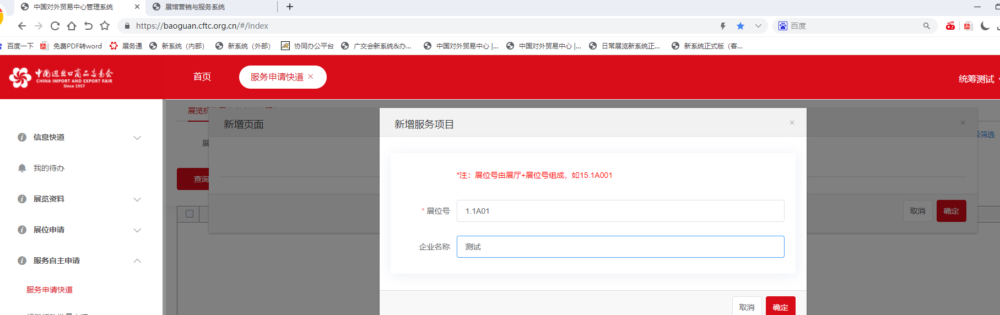 中国对外贸易中心管理系统
展馆营销与服务系统
https://baoguan.cftc.org.cn/#/index
百度
百度一下
免费PDF转word
展务通
新系统（内部）
新系统（外部）
协同办公平台
广交会新系统&办...
中国对外贸易中心 |...
中国对外贸易中心 |...
日常展览新系统正...
新系统正式版（客...
中国进出口商品交易会
CHINA IMPORT AND EXPORT FAIR
Since 1957
首页
服务申请快道
统筹测试
信息快道
我的待办
展览资料
展位申请
服务自主申请
服务申请快道
展览机
新增页面
展
查询
级筛选
取消
确定
新增服务项目
*注：展位号由展厅+展位号组成，如15.1A001
* 展位号
1.1A01
企业名称
测试
取消
确定